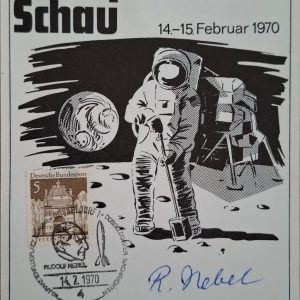 Schau
14.–15. Februar 1970
Deutsche Bundespost
5
RUDOLF NEBEL
14.2.1970
4
R. Nebel